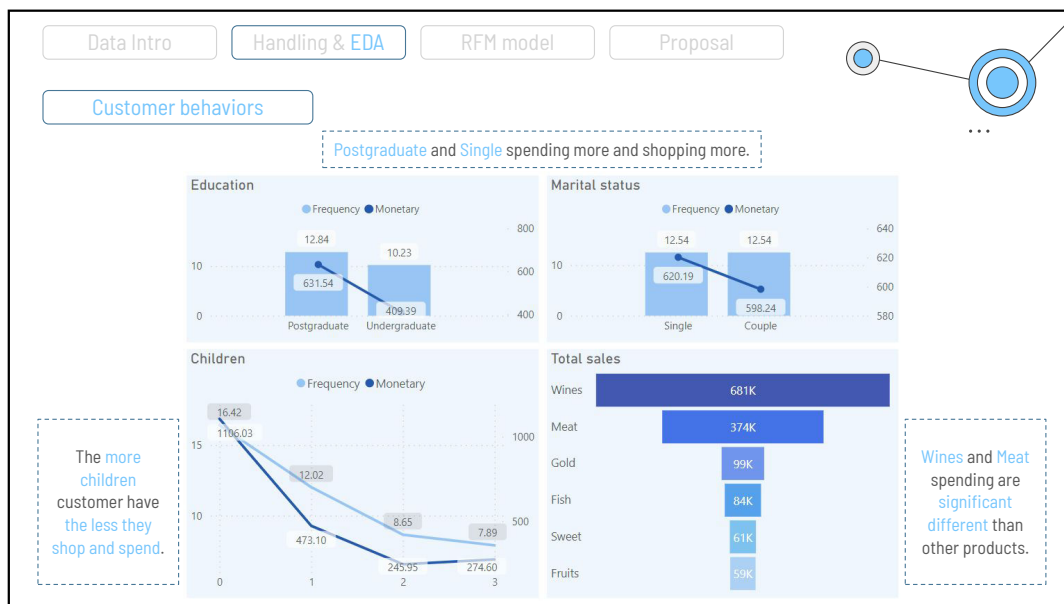 Data Intro
Handling & EDA
RFM model
Proposal
Customer behaviors
Postgraduate and Single spending more and shopping more.
Education
Frequency Monetary
800
12.84
10.23
10
600
631.54
409.39
0
400
Postgraduate
Undergraduate
Marital status
Frequency Monetary
640
12.54
12.54
620
10
620.19
600
598.24
0
580
Single
Couple
Children
Frequency Monetary
16.42
1106.03
1000
15
12.02
10
8.65
500
7.89
473.10
245.95
274.60
0
1
2
3
Total sales
Wines
681K
Meat
374K
Gold
99K
Fish
84K
Sweet
61K
Fruits
59K
The more
children
customer have
the less they
shop and spend.
Wines and Meat
spending are
significant
different than
other products.